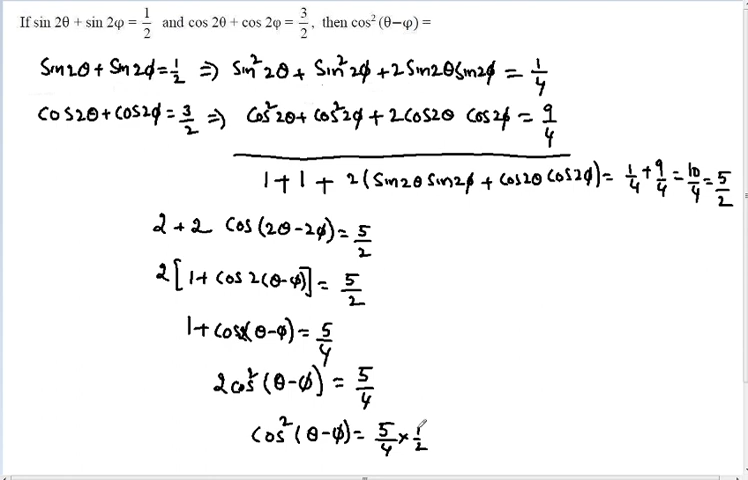 If sin 2θ + sin 2φ = 1/2 and cos 2θ + cos 2φ = 3/2, then cos² (θ−φ) =
Sin2θ + Sin2φ = 1/2 ⇒ Sin²2θ + Sin²2φ + 2Sin2θSin2φ = 1/4
COS2θ + COS2φ = 3/2 ⇒ Cos²2θ + Cos²2φ + 2COS2θ COS2φ = 9/4
1 + 1 + 2(Sin2θ Sin2φ + Cos2θ Cos2φ) = 1/4 + 9/4 = 10/4 = 5/2
2 + 2 Cos(2θ−2φ) = 5/2
2[1 + Cos 2(θ−φ)] = 5/2
1 + Cos2(θ−φ) = 5/4
2cos²(θ−φ) = 5/4
Cos²(θ−φ) = 5/4 × 1/2